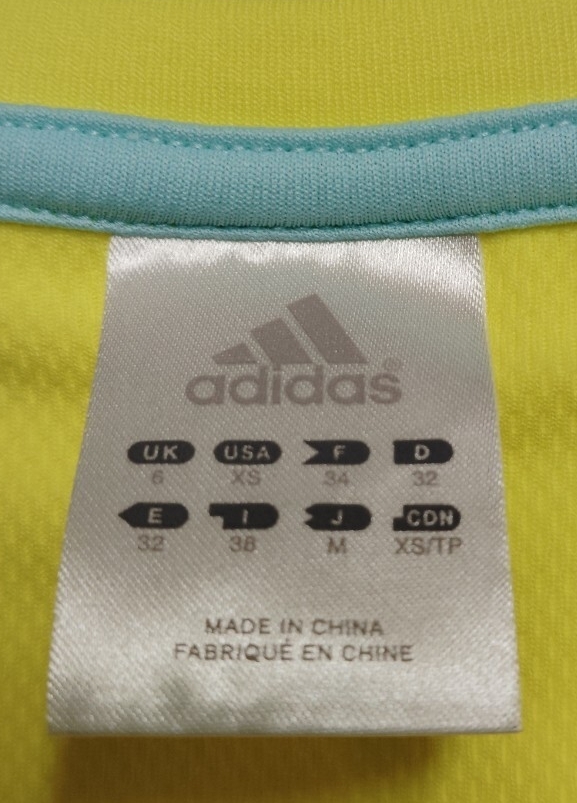 adidas®
UK USA F D
6 XS 34 32
E I J CDN
32 38 M XS/TP
MADE IN CHINA
FABRIQUÉ EN CHINE